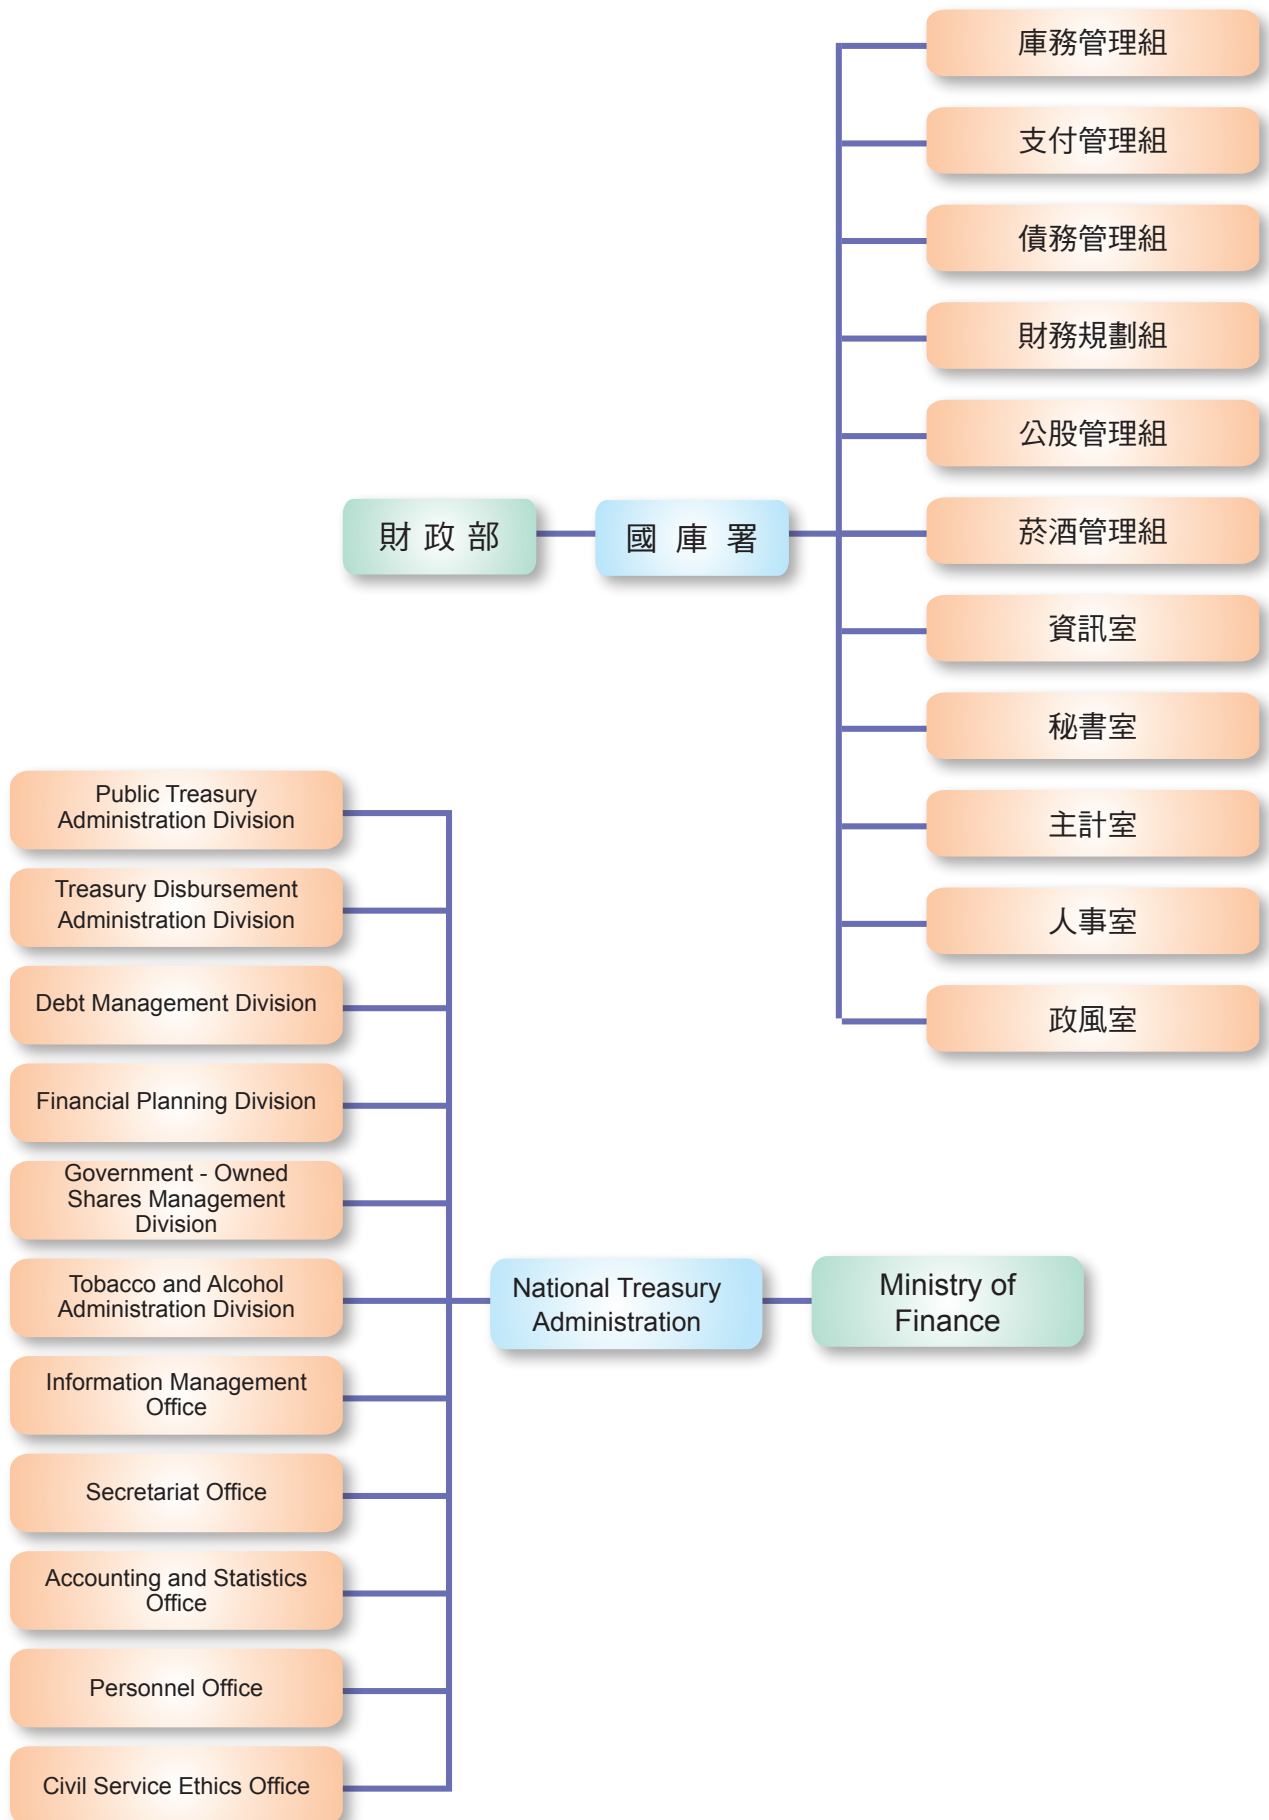 財政部
國庫署
庫務管理組
支付管理組
債務管理組
財務規劃組
公股管理組
菸酒管理組
資訊室
秘書室
主計室
人事室
政風室
Public Treasury
Administration Division
Treasury Disbursement
Administration Division
Debt Management Division
Financial Planning Division
Government - Owned
Shares Management
Division
Tobacco and Alcohol
Administration Division
Information Management
Office
Secretariat Office
Accounting and Statistics
Office
Personnel Office
Civil Service Ethics Office
National Treasury
Administration
Ministry of
Finance